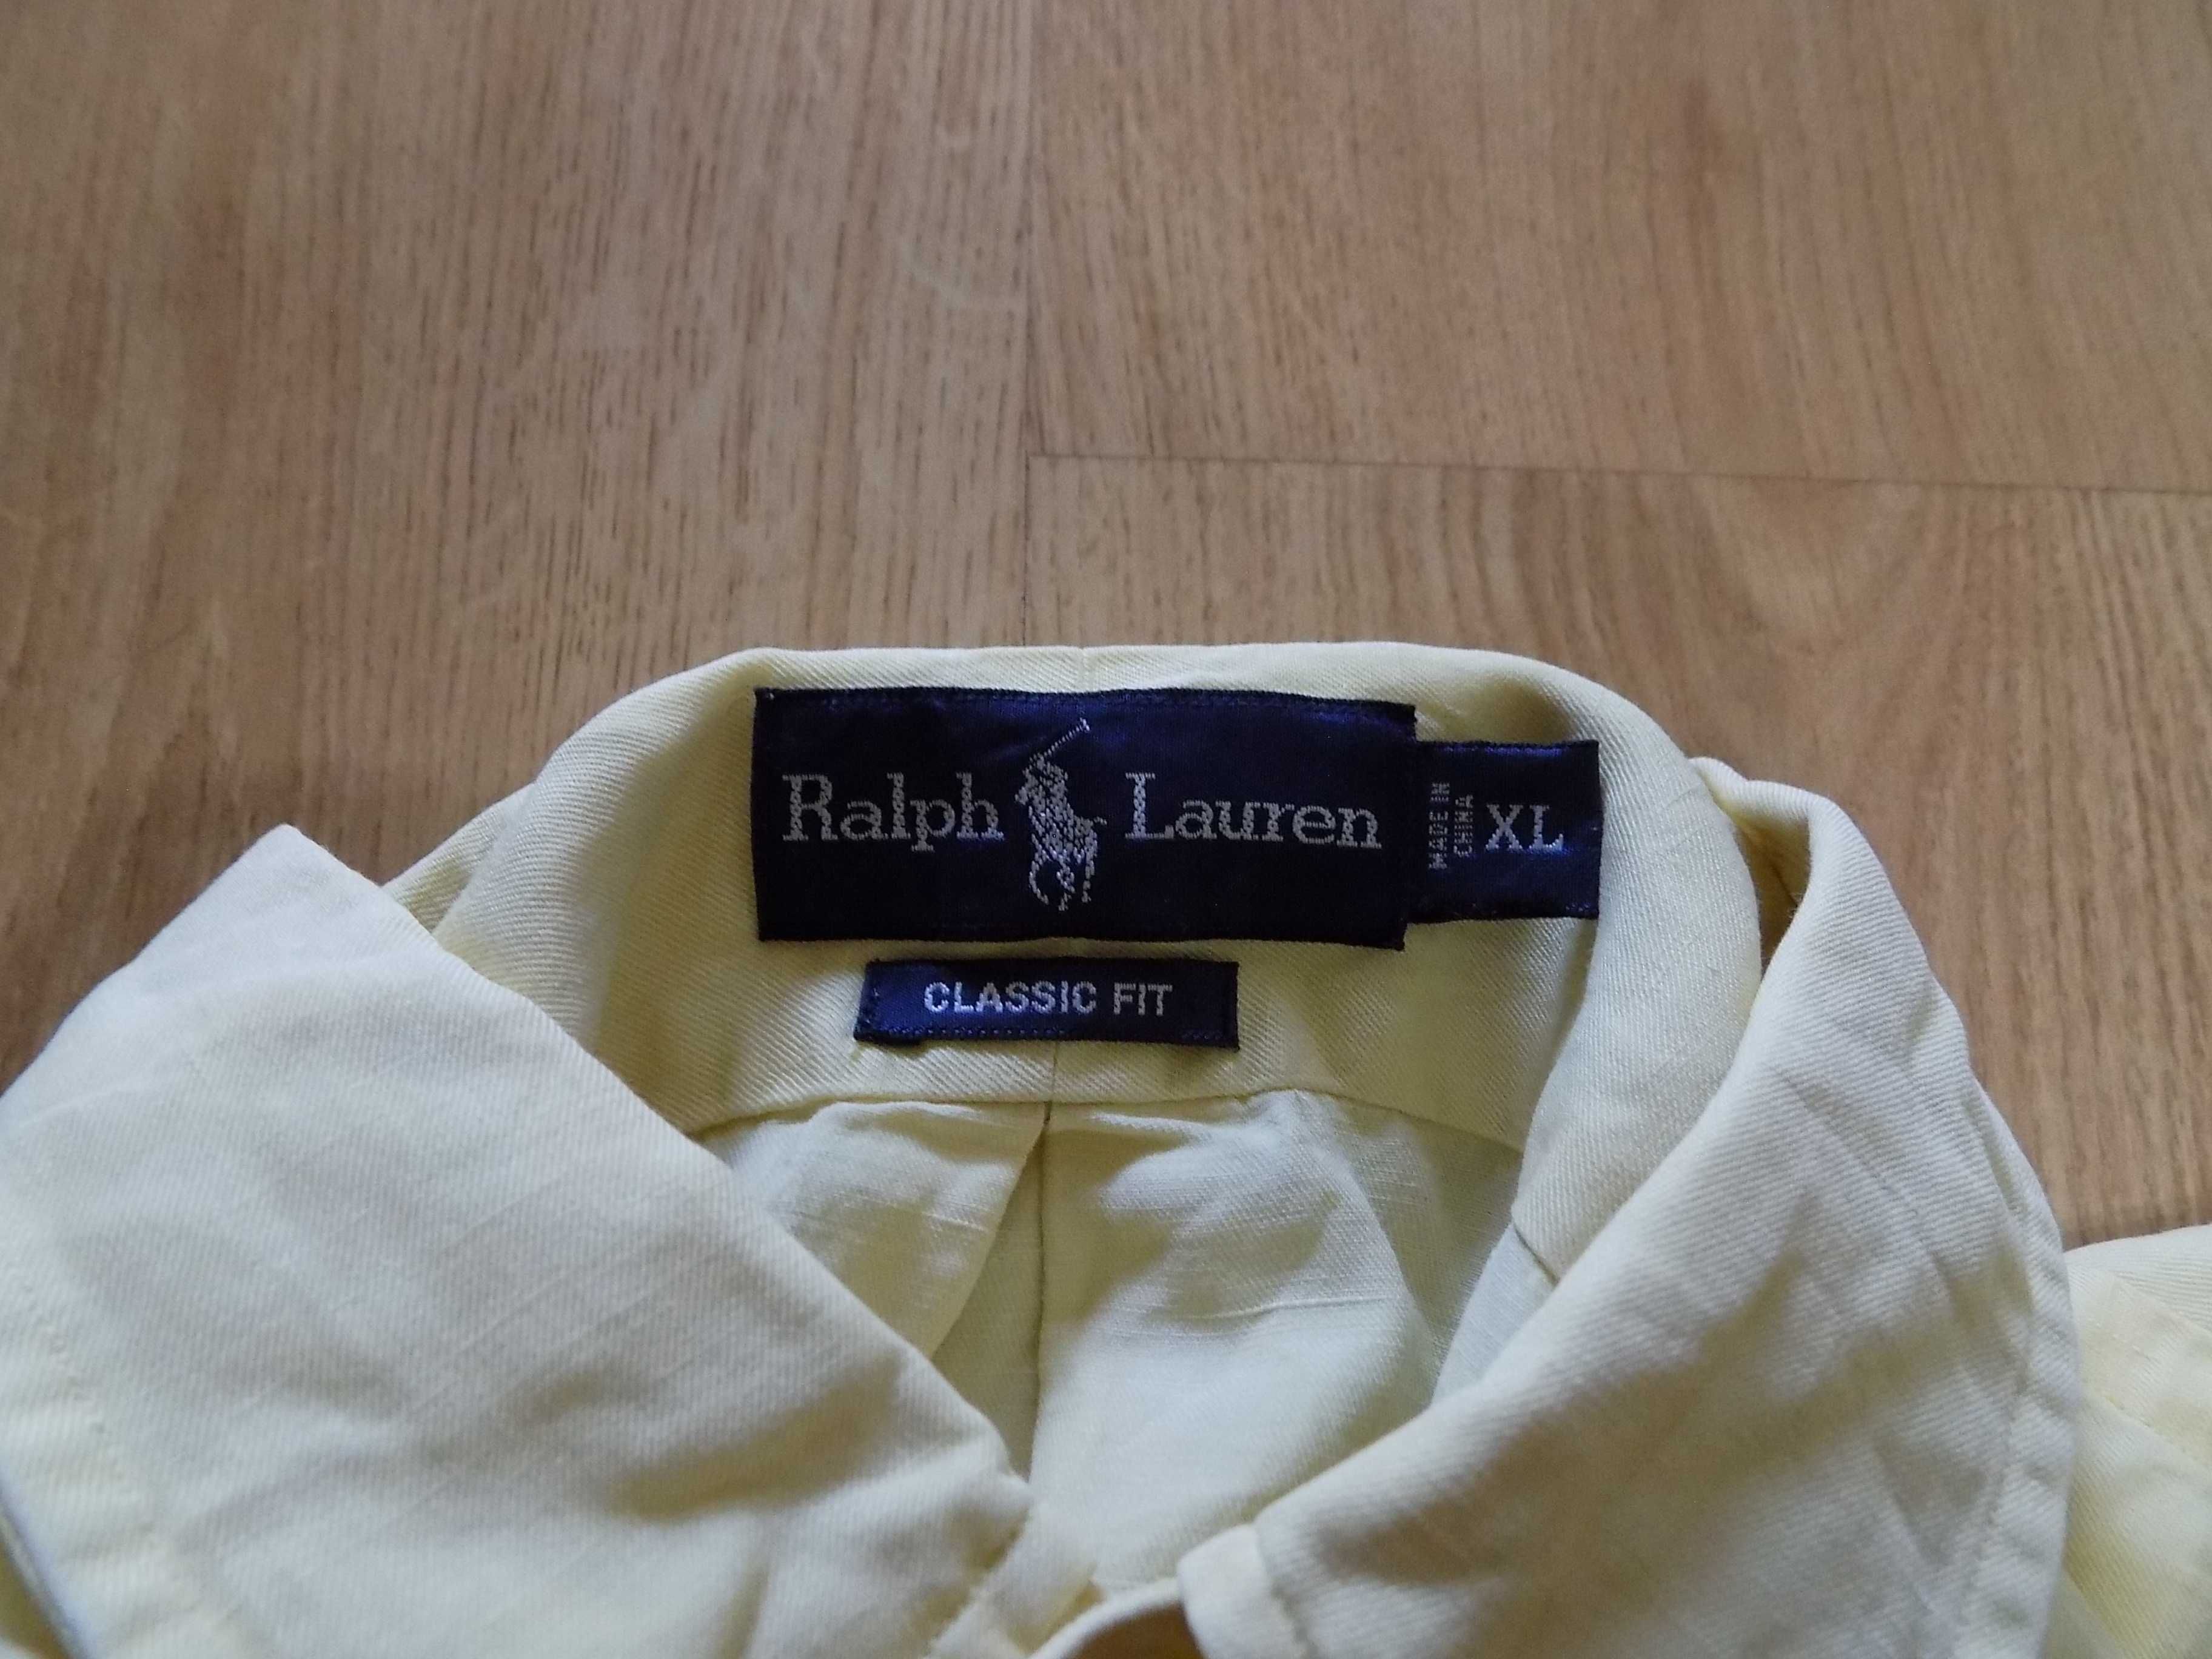 Ralph Lauren
MADE IN
CHINA
XL
CLASSIC FIT